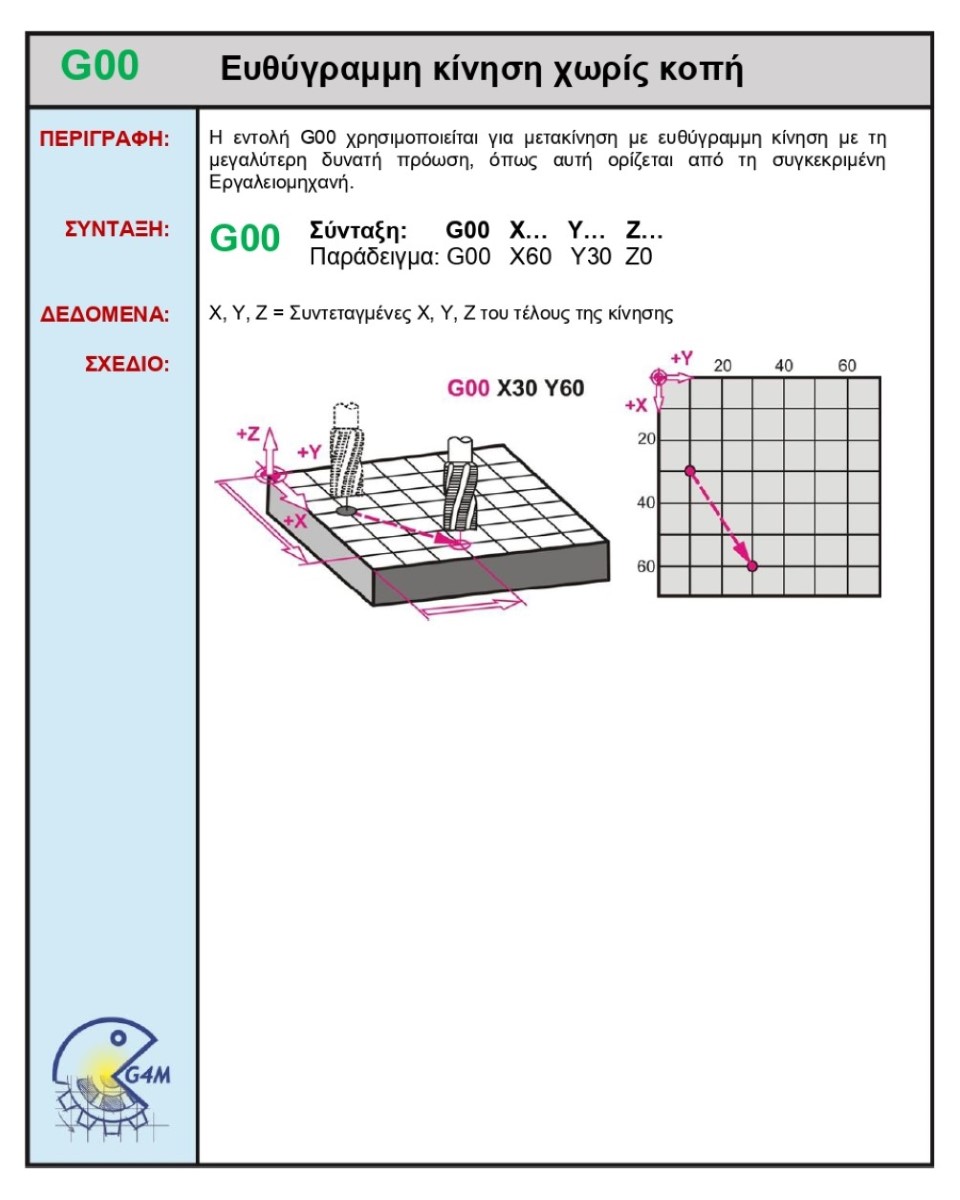 G00 Ευθύγραμμη κίνηση χωρίς κοπή
ΠΕΡΙΓΡΑΦΗ:
Η εντολή G00 χρησιμοποιείται για μετακίνηση με ευθύγραμμη κίνηση με τη
μεγαλύτερη δυνατή πρόωση, όπως αυτή ορίζεται από τη συγκεκριμένη
Εργαλειομηχανή.
ΣΥΝΤΑΞΗ:
G00
Σύνταξη: G00 X... Y... Z...
Παράδειγμα: G00 X60 Y30 Z0
ΔΕΔΟΜΕΝΑ:
X, Y, Z = Συντεταγμένες X, Y, Z του τέλους της κίνησης
ΣΧΕΔΙΟ:
G00 X30 Y60
+Z
+Y
+X
+Y 20 40 60
+X
20
40
60
G4M